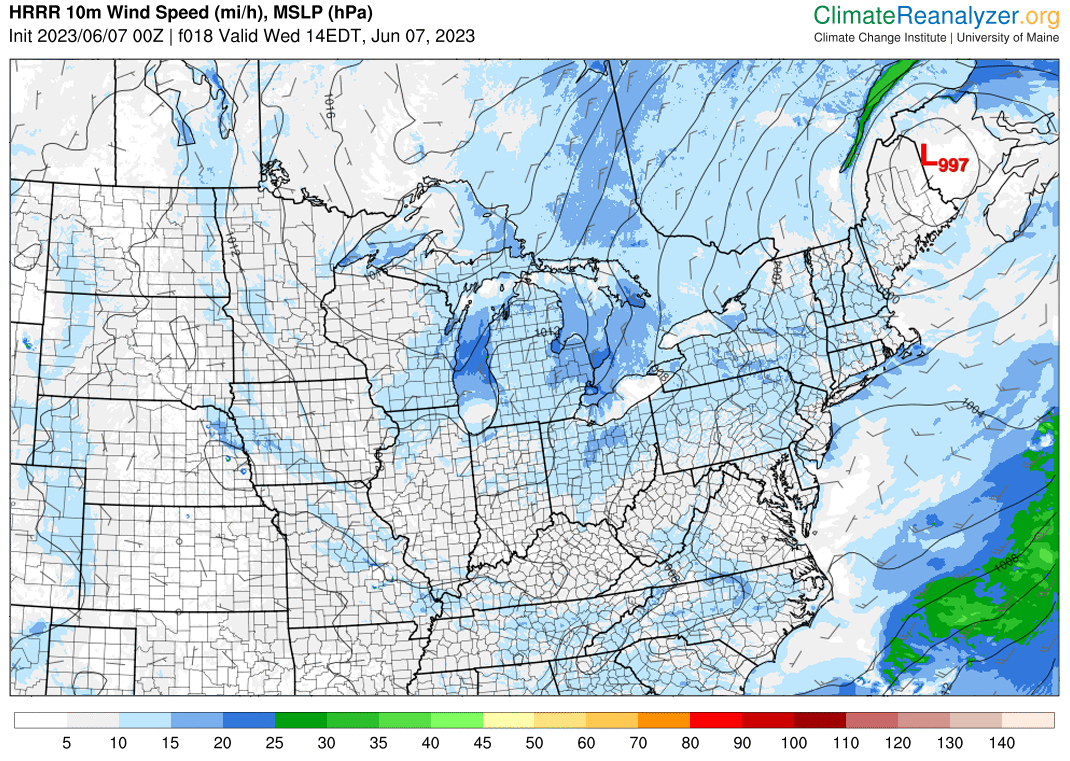 HRRR 10m Wind Speed (mi/h), MSLP (hPa)
ClimateReanalyzer.org
Init 2023/06/07 00Z | f018 Valid Wed 14EDT, Jun 07, 2023
Climate Change Institute | University of Maine
1016
L997
1012
1012
1004
1008
5 10 15 20 25 30 35 40 45 50 60 70 80 90 100 110 120 130 140